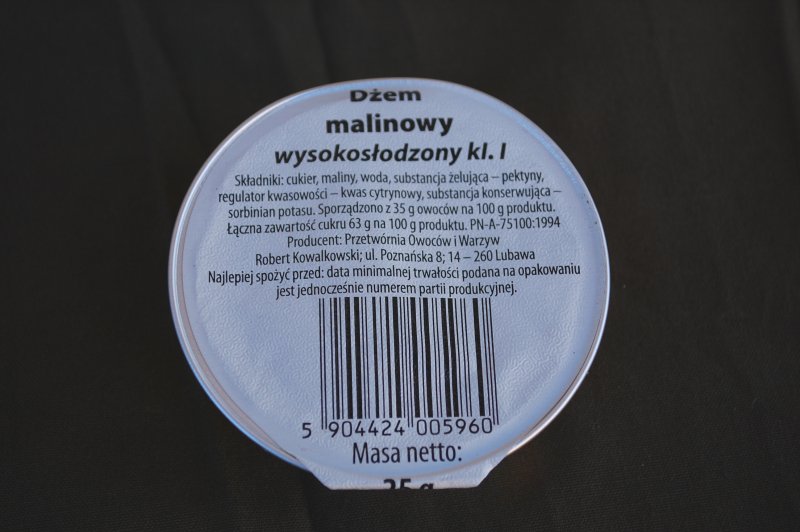 Dżem
malinowy
wysokosłodzony kl. I
Składniki: cukier, maliny, woda, substancja żelująca – pektyny,
regulator kwasowości – kwas cytrynowy, substancja konserwująca –
sorbinian potasu. Sporządzono z 35 g owoców na 100 g produktu.
Łączna zawartość cukru 63 g na 100 g produktu. PN-A-75100:1994
Producent: Przetwórnia Owoców i Warzyw
Robert Kowalkowski; ul. Poznańska 8; 14 – 260 Lubawa
Najlepiej spożyć przed: data minimalnej trwałości podana na opakowaniu
jest jednocześnie numerem partii produkcyjnej.
5 904424 005960
Masa netto:
25 g